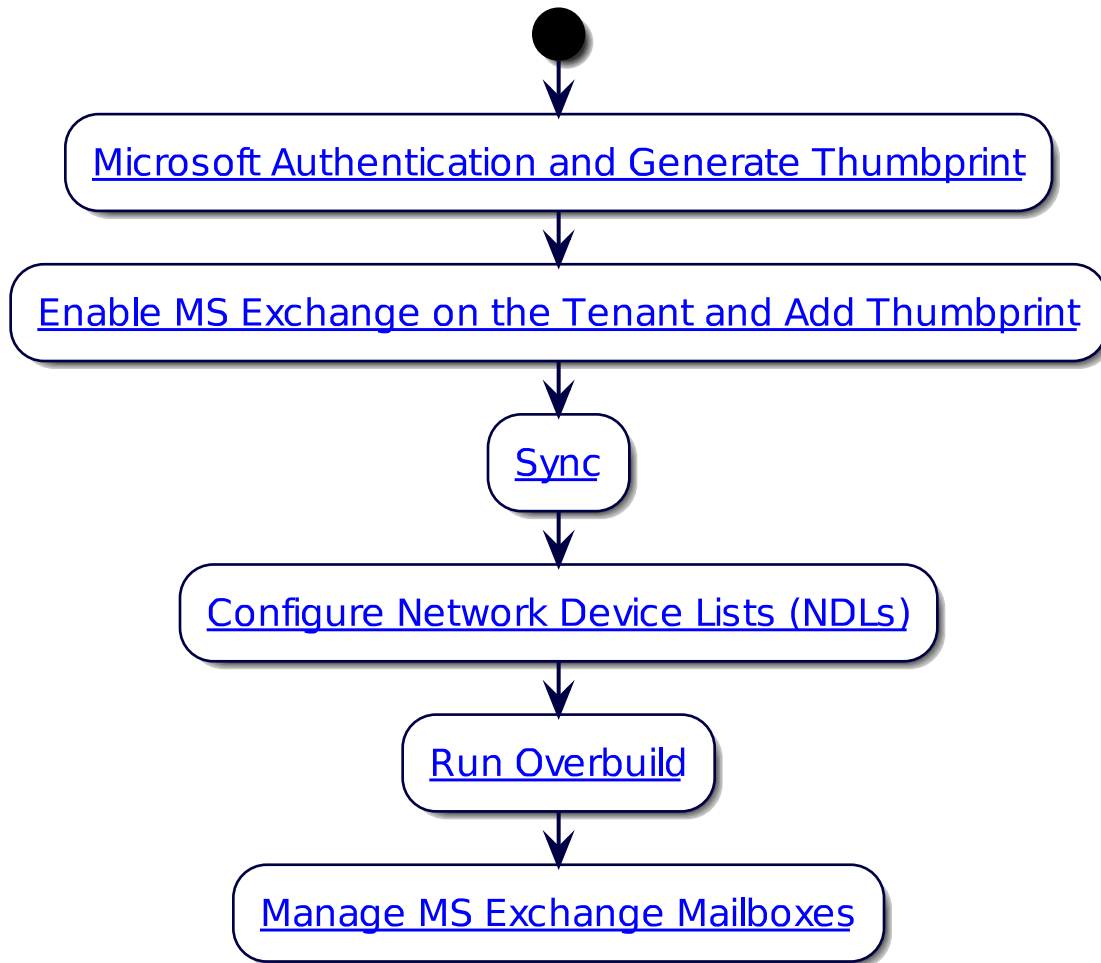 Microsoft Authentication and Generate Thumbprint
Enable MS Exchange on the Tenant and Add Thumbprint
Sync
Configure Network Device Lists (NDLs)
Run Overbuild
Manage MS Exchange Mailboxes